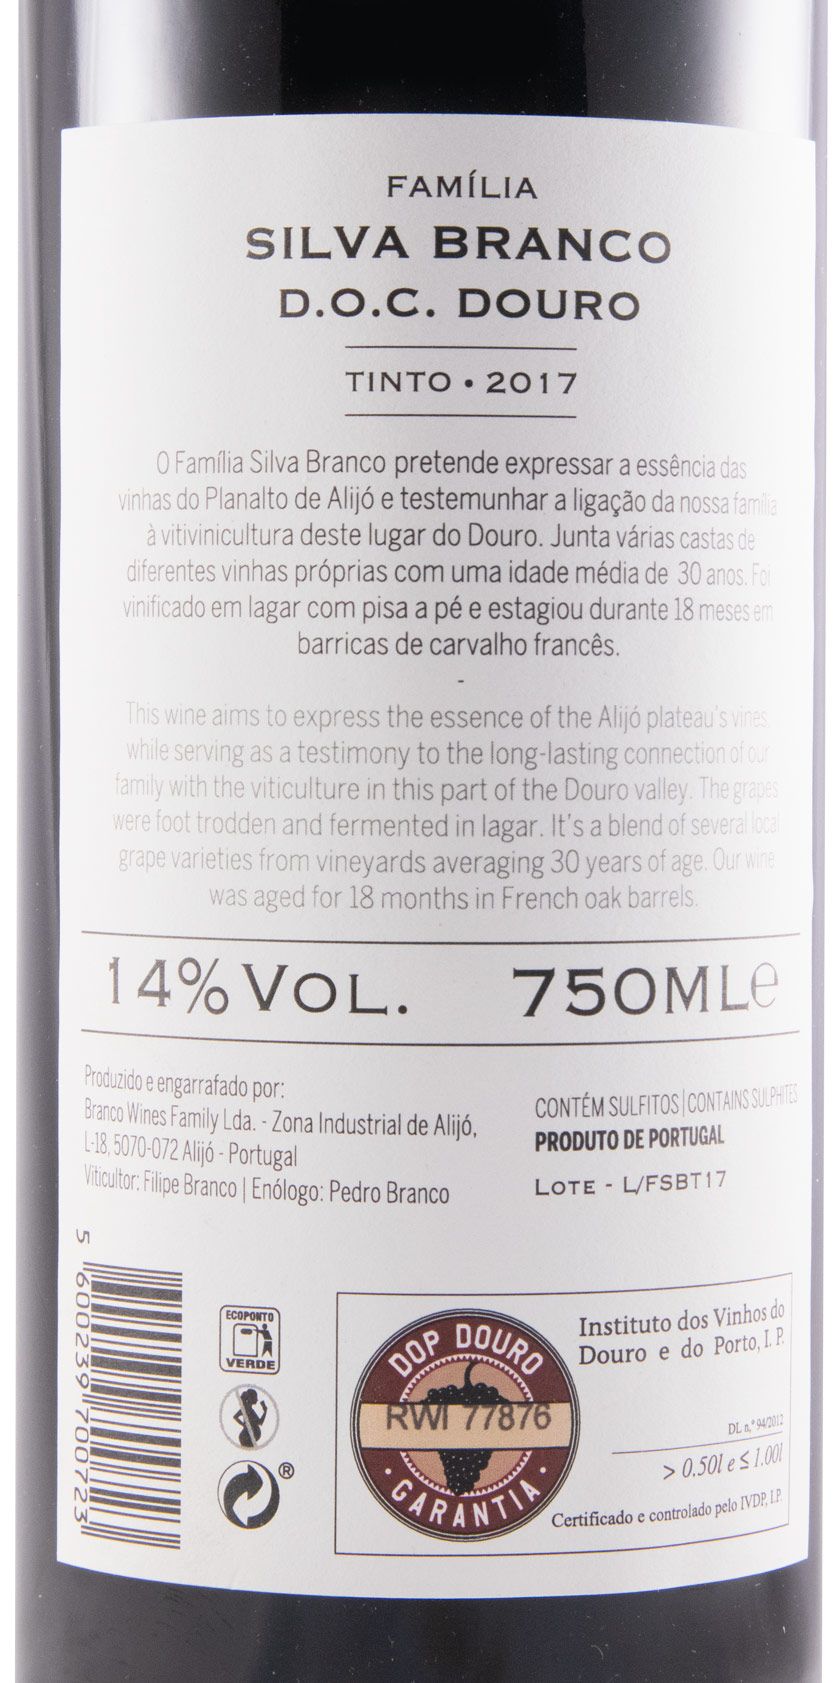 FAMÍLIA
SILVA BRANCO
D.O.C. DOURO
TINTO • 2017
O Família Silva Branco pretende expressar a essência das
vinhas do Planalto de Alijó e testemunhar a ligação da nossa família
à vitivinicultura deste lugar do Douro. Junta várias castas de
diferentes vinhas próprias com uma idade média de 30 anos. Foi
vinificado em lagar com pisa a pé e estagiou durante 18 meses em
barricas de carvalho francês.
-
This wine aims to express the essence of the Alijó plateau's vines,
while serving as a testimony to the long-lasting connection of our
family with the viticulture in this part of the Douro valley. The grapes
were foot trodden and fermented in lagar. It's a blend of several local
grape varieties from vineyards averaging 30 years of age. Our wine
was aged for 18 months in French oak barrels.
14% VOL. 750MLe
Produzido e engarrafado por:
Branco Wines Family Lda. - Zona Industrial de Alijó,
L-18, 5070-072 Alijó - Portugal
Viticultor: Filipe Branco | Enólogo: Pedro Branco
CONTÉM SULFITOS|CONTAINS SULPHITES
PRODUTO DE PORTUGAL
LOTE - L/FSBT17
5 600239 700723
ECOPONTO
VERDE
®
DOP DOURO
RWI 77876
• GARANTIA •
Instituto dos Vinhos do
Douro e do Porto, I. P.
DL n.º 94/2012
> 0.50l e ≤ 1.00l
Certificado e controlado pelo IVDP, I.P.